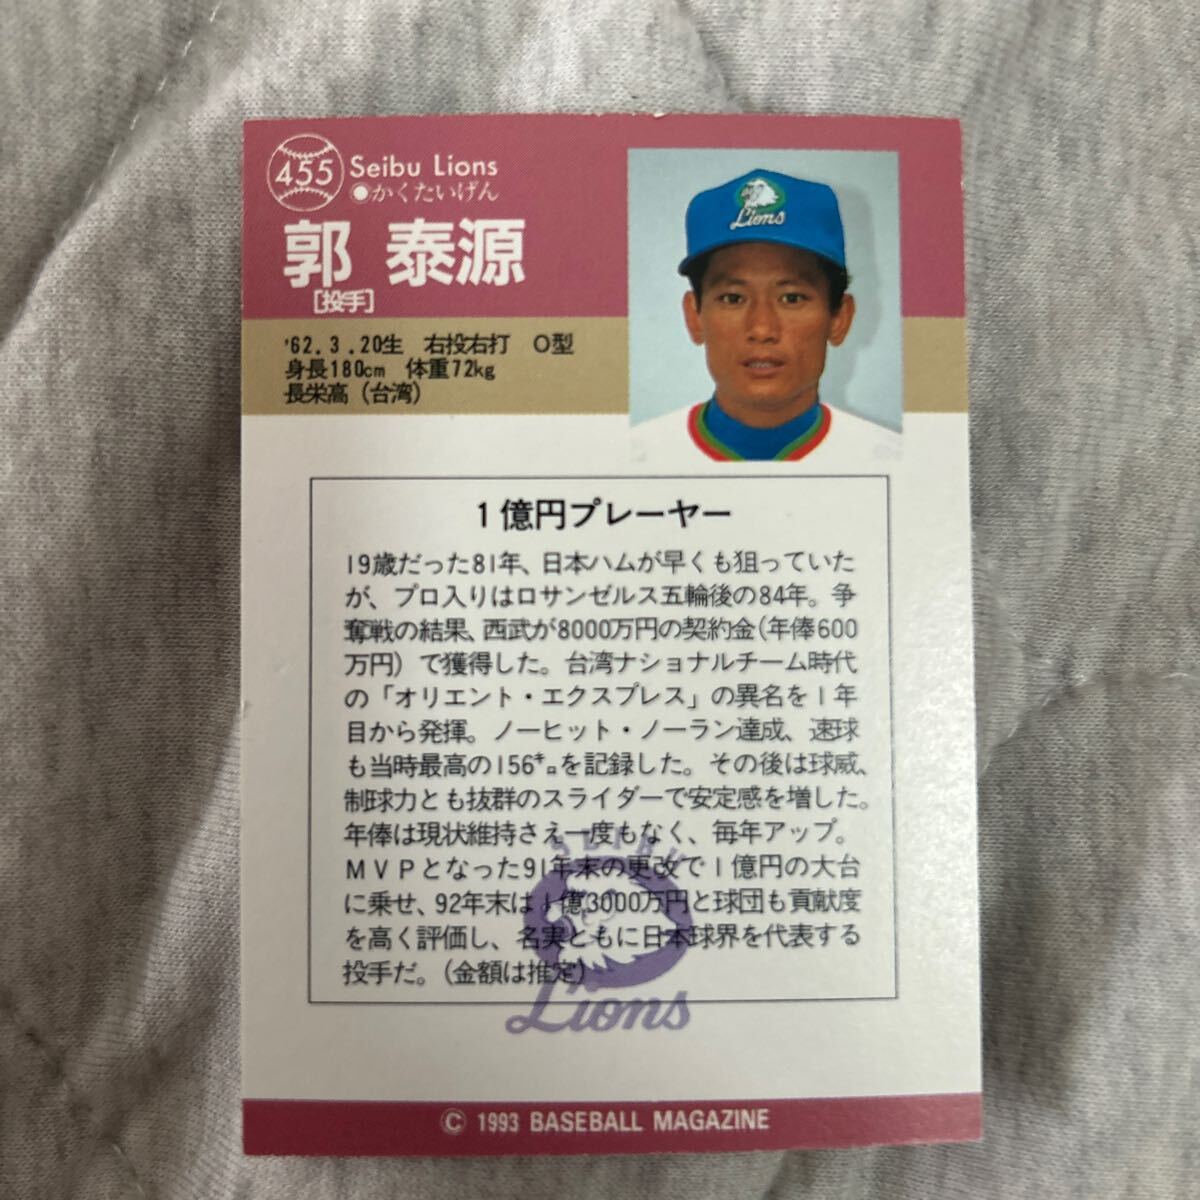 455 Seibu Lions
●かくたいげん
郭 泰源
[投手]
Lions
'62.3.20生 右投右打 O型
身長180cm 体重72kg
長栄高(台湾)
1億円プレーヤー
19歳だった81年、日本ハムが早くも狙っていた
が、プロ入りはロサンゼルス五輪後の84年。争
奪戦の結果、西武が8000万円の契約金(年俸600
万円)で獲得した。台湾ナショナルチーム時代
の「オリエント・エクスプレス」の異名を1年
目から発揮。ノーヒット・ノーラン達成、速球
も当時最高の156㌔を記録した。その後は球威、
制球力とも抜群のスライダーで安定感を増した。
年俸は現状維持さえ一度もなく、毎年アップ。
MVPとなった91年末の更改で1億円の大台
に乗せ、92年末は1億3000万円と球団も貢献度
を高く評価し、名実ともに日本球界を代表する
投手だ。(金額は推定)
SEIBU
Lions
© 1993 BASEBALL MAGAZINE